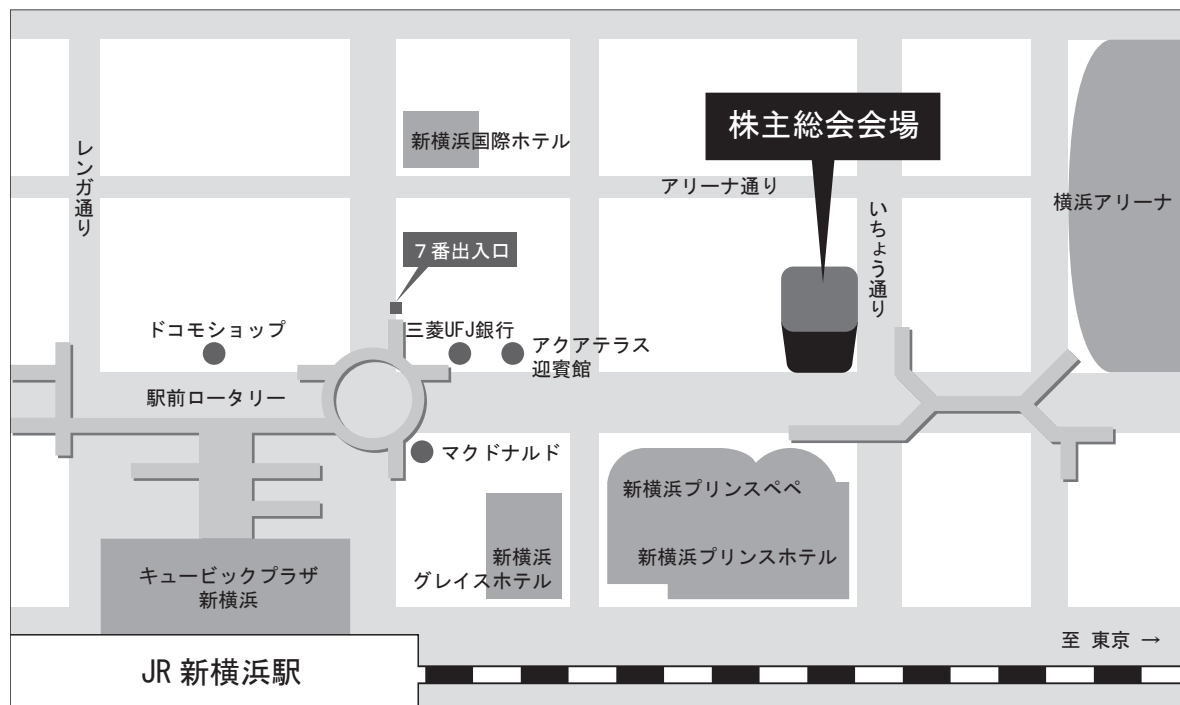 株主総会会場
新横浜国際ホテル
レンガ通り
アリーナ通り
いちょう通り
横浜アリーナ
7番出入口
ドコモショップ
三菱UFJ銀行
アクアテラス
迎賓館
駅前ロータリー
マクドナルド
新横浜プリンスペペ
新横浜
グレイスホテル
新横浜プリンスホテル
キュービックプラザ
新横浜
至 東京 →
JR 新横浜駅